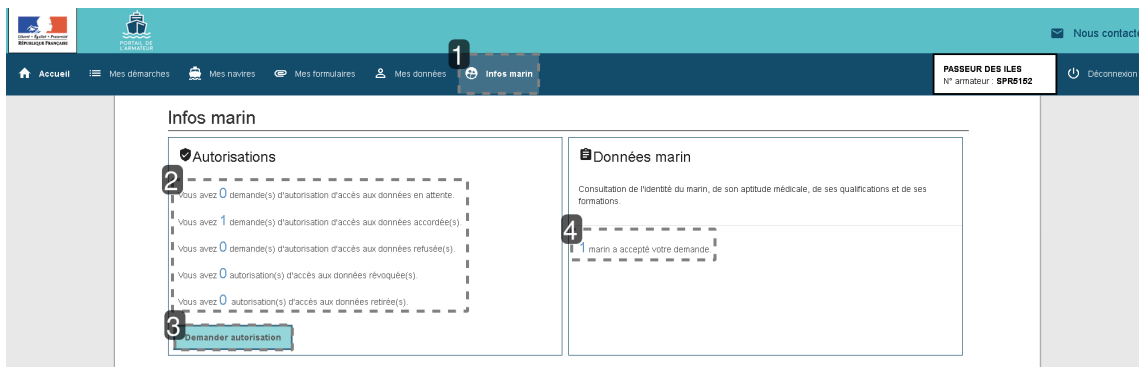 Liberté • Égalité • Fraternité
RÉPUBLIQUE FRANÇAISE
PORTAIL DE
L'ARMATEUR
Nous contacte
1
Accueil
Mes démarches
Mes navires
Mes formulaires
Mes données
Infos marin
PASSEUR DES ILES
N° armateur : SPR5152
Déconnexion
Infos marin
Autorisations
2
Vous avez 0 demande(s) d'autorisation d'accès aux données en attente.
Vous avez 1 demande(s) d'autorisation d'accès aux données accordée(s).
Vous avez 0 demande(s) d'autorisation d'accès aux données refusée(s).
Vous avez 0 autorisation(s) d'accès aux données révoquée(s).
Vous avez 0 autorisation(s) d'accès aux données retirée(s).
3
Demander autorisation
Données marin
Consultation de l'identité du marin, de son aptitude médicale, de ses qualifications et de ses
formations.
4
1 marin a accepté votre demande.